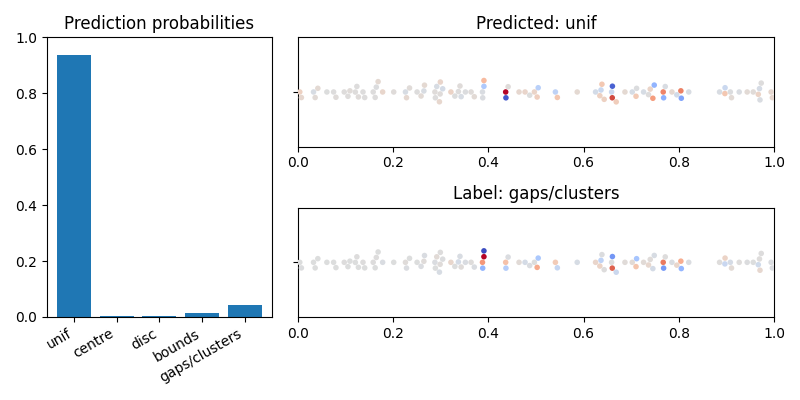 Prediction probabilities
1.0
0.8
0.6
0.4
0.2
0.0
unif
centre
disc
bounds
gaps/clusters
Predicted: unif
0.0 0.2 0.4 0.6 0.8 1.0
Label: gaps/clusters
0.0 0.2 0.4 0.6 0.8 1.0